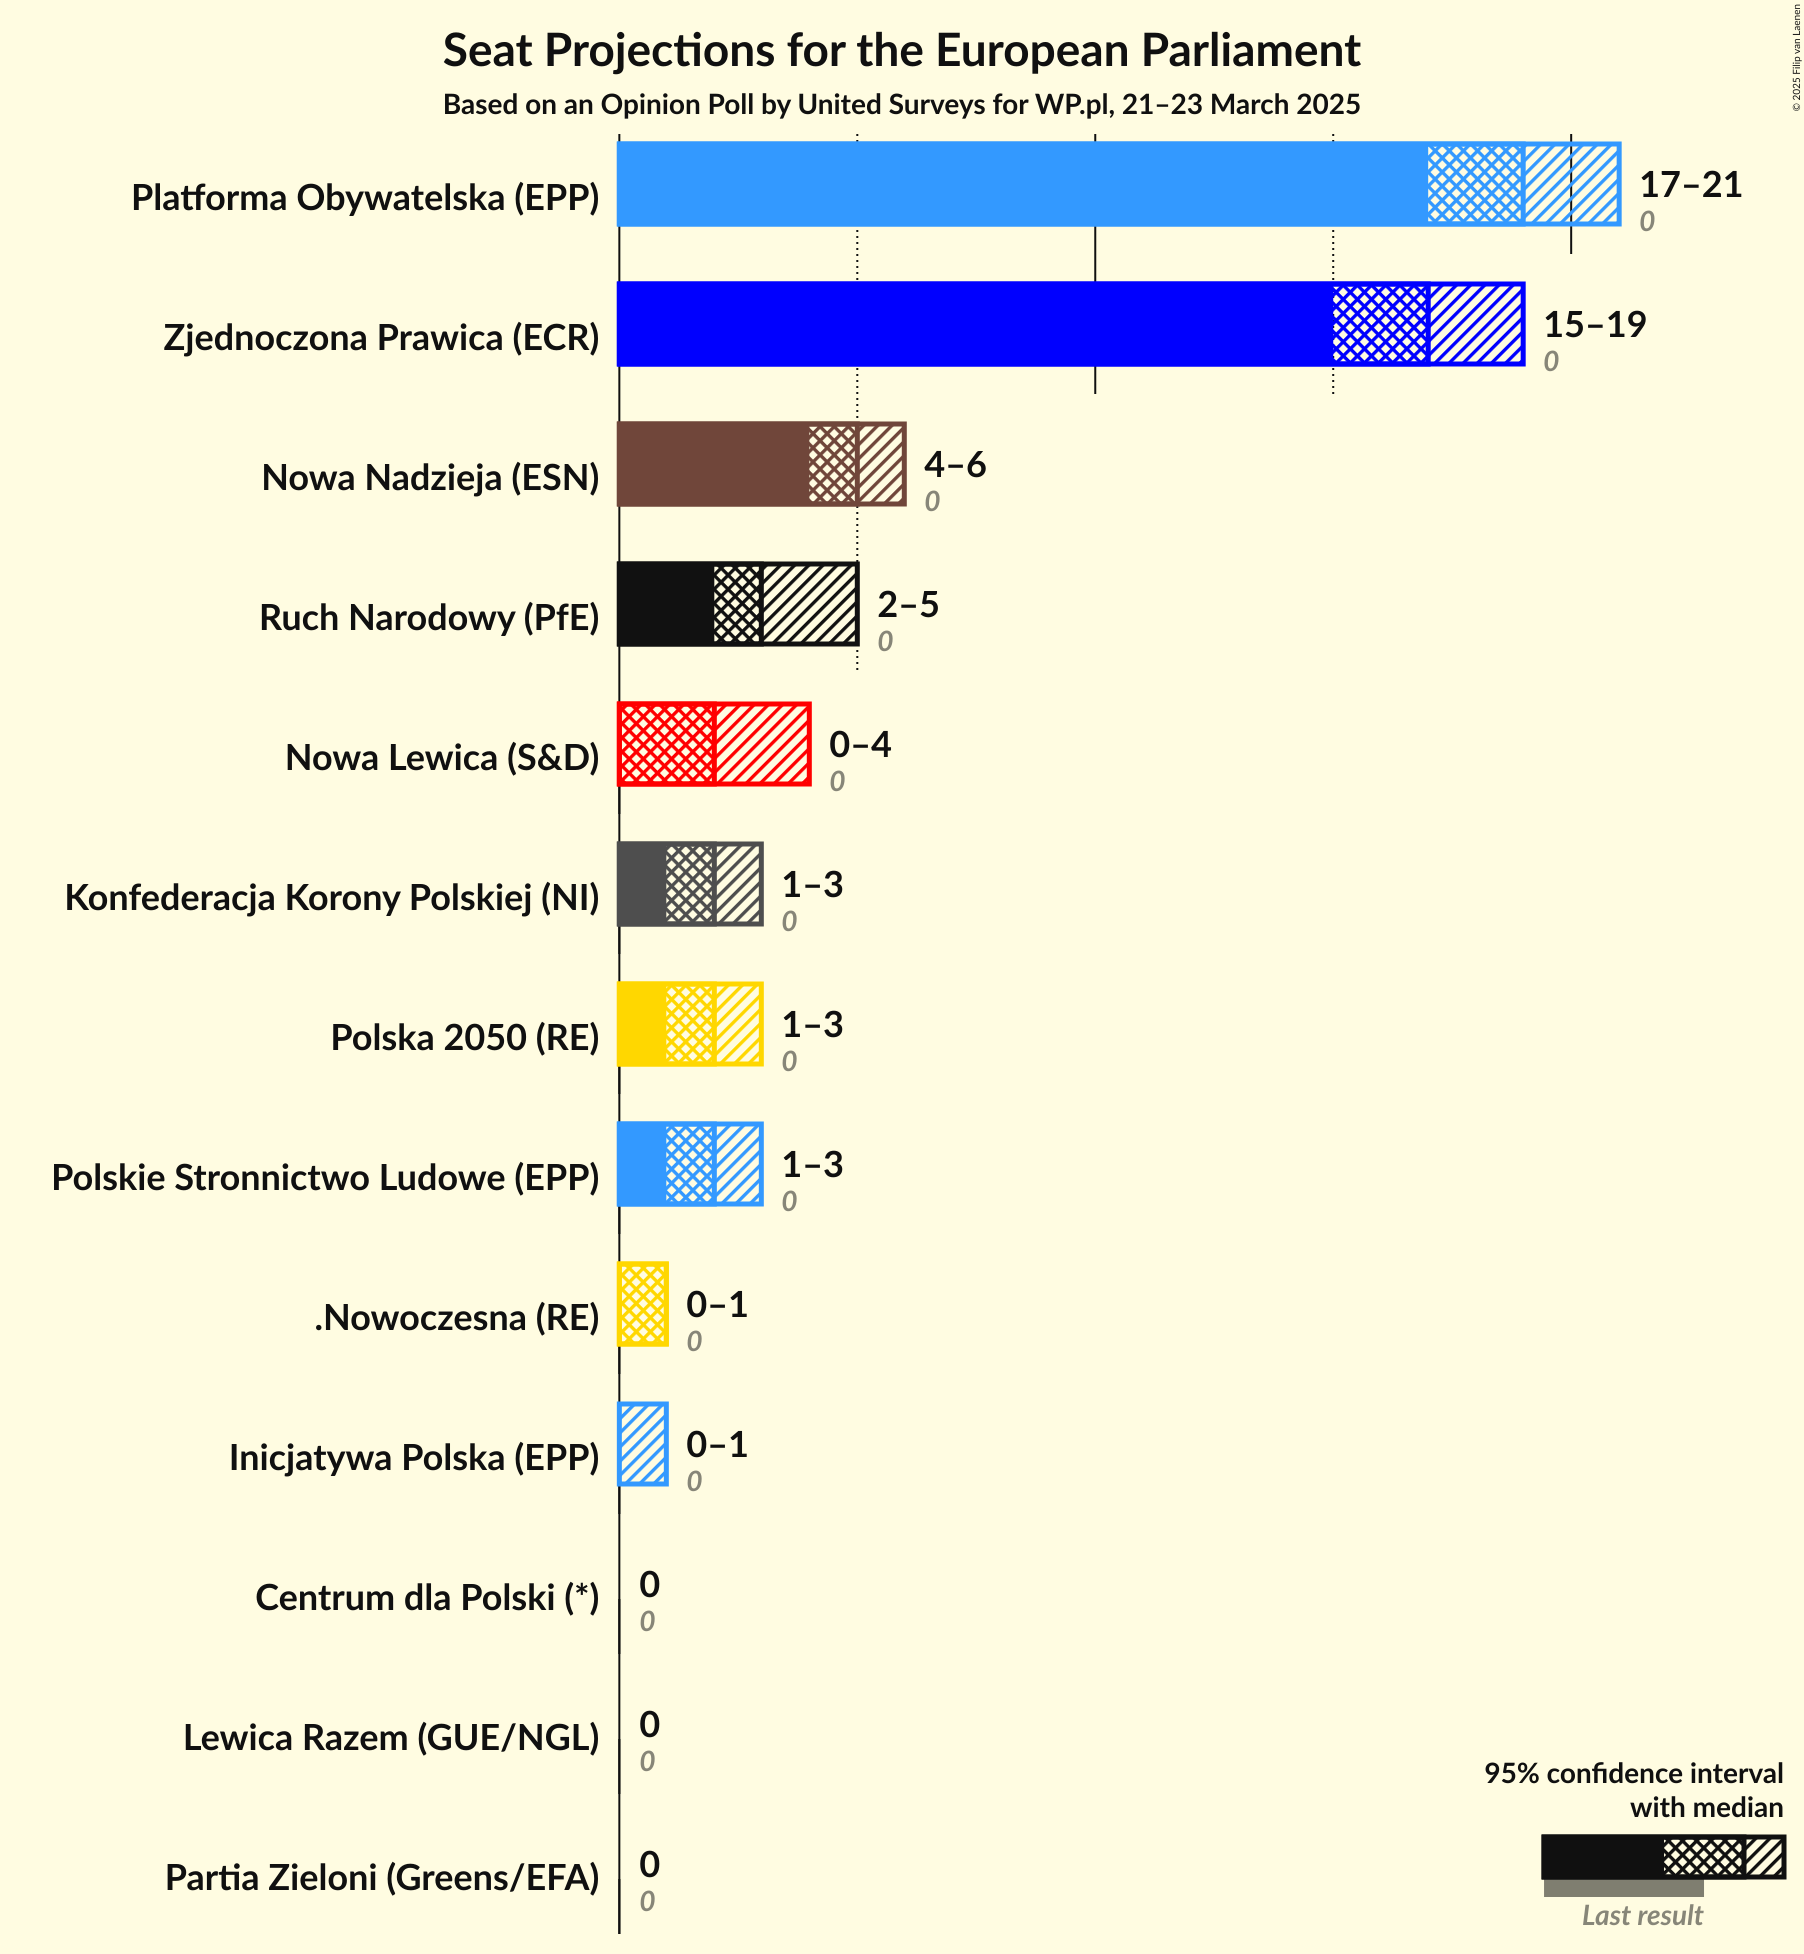 Seat Projections for the European Parliament
Based on an Opinion Poll by United Surveys for WP.pl, 21–23 March 2025
© 2025 Filip van Laenen
Platforma Obywatelska (EPP)
17–21
0
Zjednoczona Prawica (ECR)
15–19
0
Nowa Nadzieja (ESN)
4–6
0
Ruch Narodowy (PfE)
2–5
0
Nowa Lewica (S&D)
0–4
0
Konfederacja Korony Polskiej (NI)
1–3
0
Polska 2050 (RE)
1–3
0
Polskie Stronnictwo Ludowe (EPP)
1–3
0
.Nowoczesna (RE)
0–1
0
Inicjatywa Polska (EPP)
0–1
0
Centrum dla Polski (*)
0
0
Lewica Razem (GUE/NGL)
0
0
Partia Zieloni (Greens/EFA)
0
0
95% confidence interval
with median
Last result